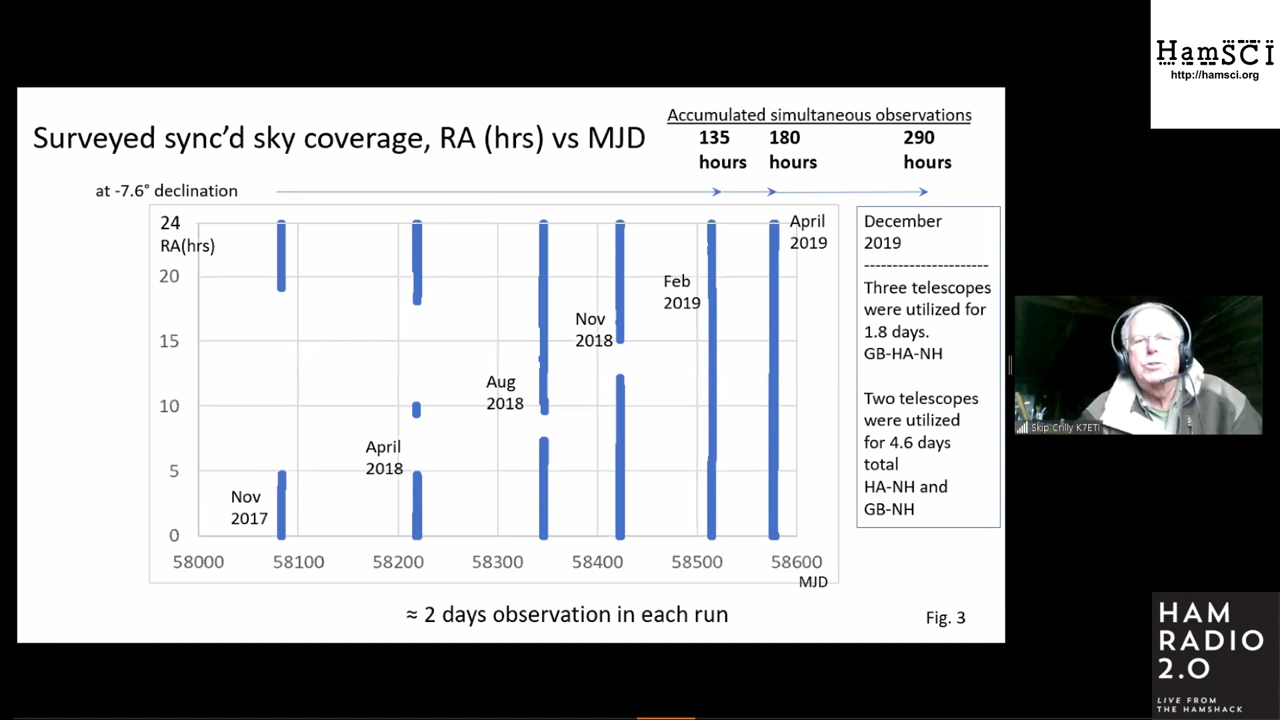 HamSCI
http://hamsci.org
Accumulated simultaneous observations
135 180 290
hours hours hours
Surveyed sync’d sky coverage, RA (hrs) vs MJD
at -7.6° declination
24
RA(hrs)
20
15
10
5
0
58000 58100 58200 58300 58400 58500 58600
MJD
Nov
2017
April
2018
Aug
2018
Nov
2018
Feb
2019
April
2019
December
2019
----------------------
Three telescopes
were utilized for
1.8 days.
GB-HA-NH
Two telescopes
were utilized
for 4.6 days
total
HA-NH and
GB-NH
≈ 2 days observation in each run
Fig. 3
Skip Crilly K7ETI
HAM
RADIO
2.0
LIVE FROM
THE HAMSHACK